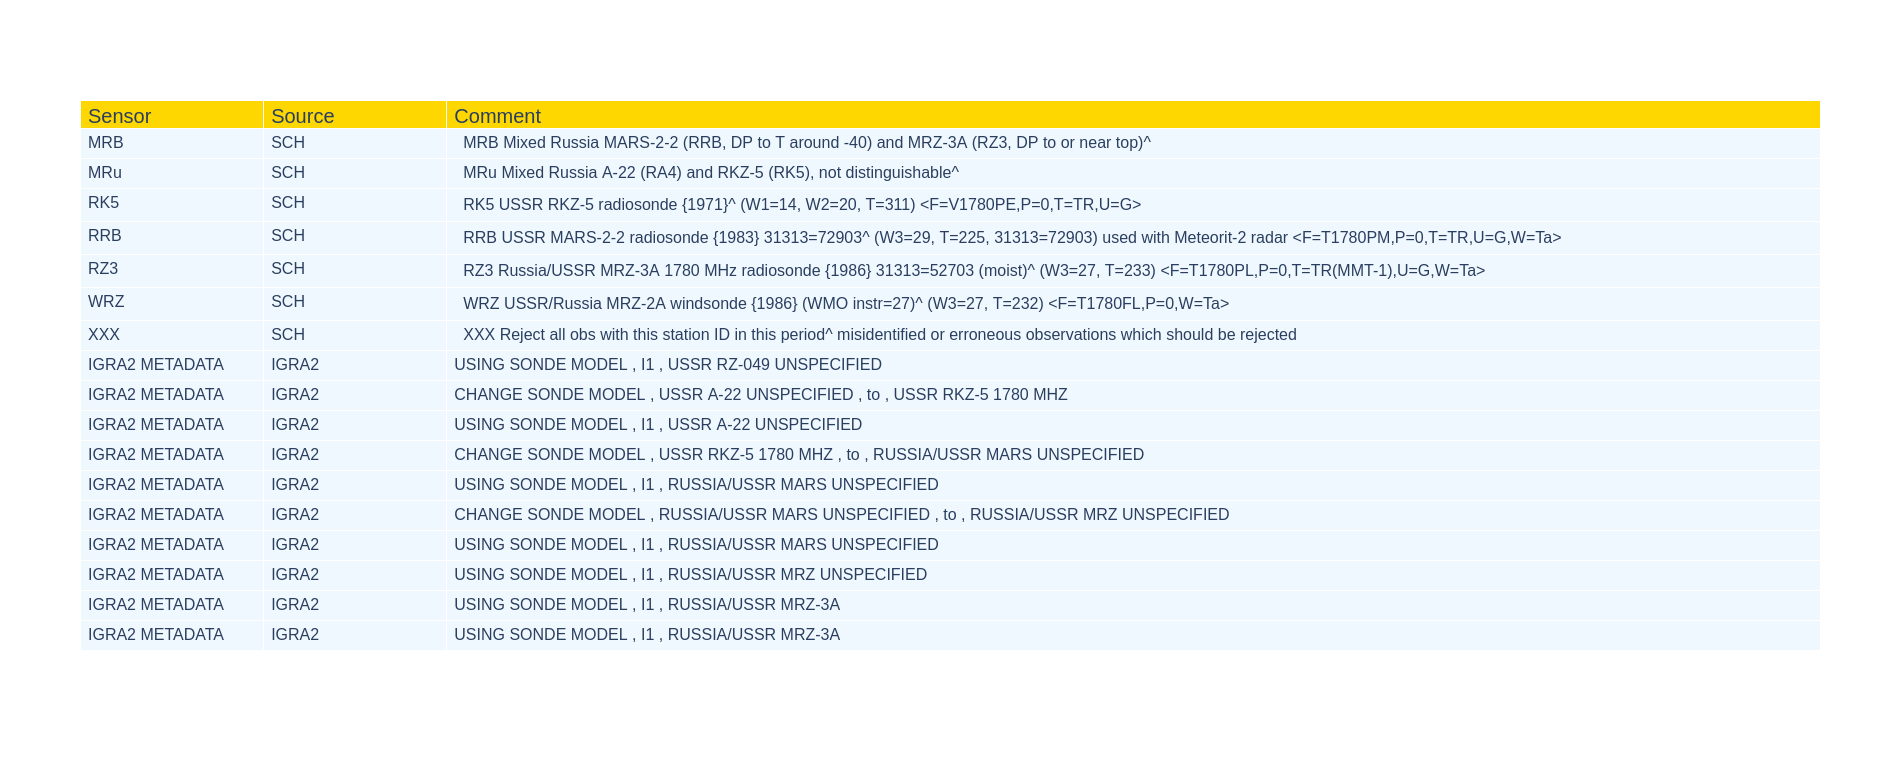 Sensor Source Comment
MRB SCH MRB Mixed Russia MARS-2-2 (RRB, DP to T around -40) and MRZ-3A (RZ3, DP to or near top)^
MRu SCH MRu Mixed Russia A-22 (RA4) and RKZ-5 (RK5), not distinguishable^
RK5 SCH RK5 USSR RKZ-5 radiosonde {1971}^ (W1=14, W2=20, T=311) <F=V1780PE,P=0,T=TR,U=G>
RRB SCH RRB USSR MARS-2-2 radiosonde {1983} 31313=72903^ (W3=29, T=225, 31313=72903) used with Meteorit-2 radar <F=T1780PM,P=0,T=TR,U=G,W=Ta>
RZ3 SCH RZ3 Russia/USSR MRZ-3A 1780 MHz radiosonde {1986} 31313=52703 (moist)^ (W3=27, T=233) <F=T1780PL,P=0,T=TR(MMT-1),U=G,W=Ta>
WRZ SCH WRZ USSR/Russia MRZ-2A windsonde {1986} (WMO instr=27)^ (W3=27, T=232) <F=T1780FL,P=0,W=Ta>
XXX SCH XXX Reject all obs with this station ID in this period^ misidentified or erroneous observations which should be rejected
IGRA2 METADATA IGRA2 USING SONDE MODEL , I1 , USSR RZ-049 UNSPECIFIED
IGRA2 METADATA IGRA2 CHANGE SONDE MODEL , USSR A-22 UNSPECIFIED , to , USSR RKZ-5 1780 MHZ
IGRA2 METADATA IGRA2 USING SONDE MODEL , I1 , USSR A-22 UNSPECIFIED
IGRA2 METADATA IGRA2 CHANGE SONDE MODEL , USSR RKZ-5 1780 MHZ , to , RUSSIA/USSR MARS UNSPECIFIED
IGRA2 METADATA IGRA2 USING SONDE MODEL , I1 , RUSSIA/USSR MARS UNSPECIFIED
IGRA2 METADATA IGRA2 CHANGE SONDE MODEL , RUSSIA/USSR MARS UNSPECIFIED , to , RUSSIA/USSR MRZ UNSPECIFIED
IGRA2 METADATA IGRA2 USING SONDE MODEL , I1 , RUSSIA/USSR MARS UNSPECIFIED
IGRA2 METADATA IGRA2 USING SONDE MODEL , I1 , RUSSIA/USSR MRZ UNSPECIFIED
IGRA2 METADATA IGRA2 USING SONDE MODEL , I1 , RUSSIA/USSR MRZ-3A
IGRA2 METADATA IGRA2 USING SONDE MODEL , I1 , RUSSIA/USSR MRZ-3A